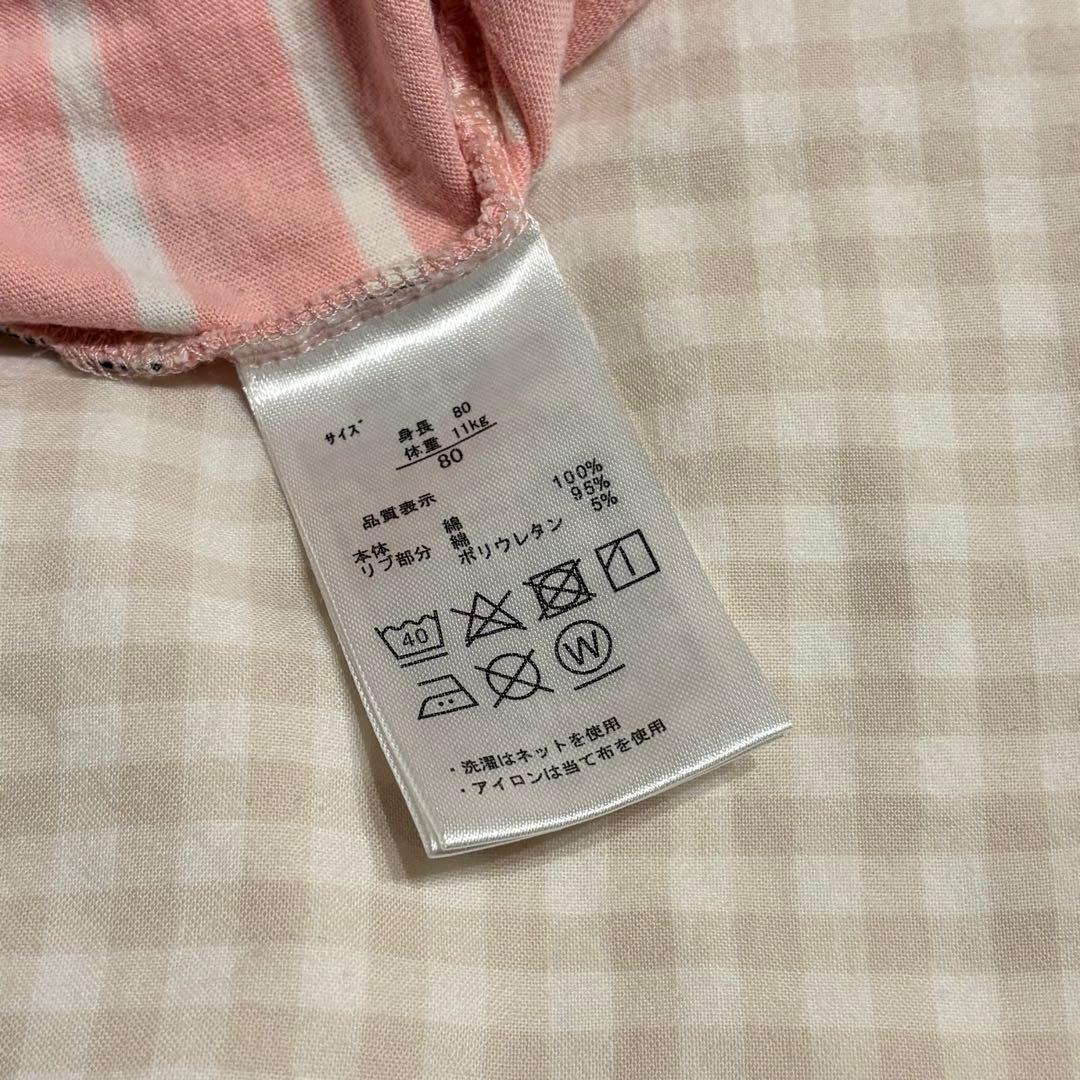 サイズ 身長 80
体重 11kg
80
品質表示
本体 綿 100%
リブ部分 綿 95%
ポリウレタン 5%
40
W
・洗濯はネットを使用
・アイロンは当て布を使用